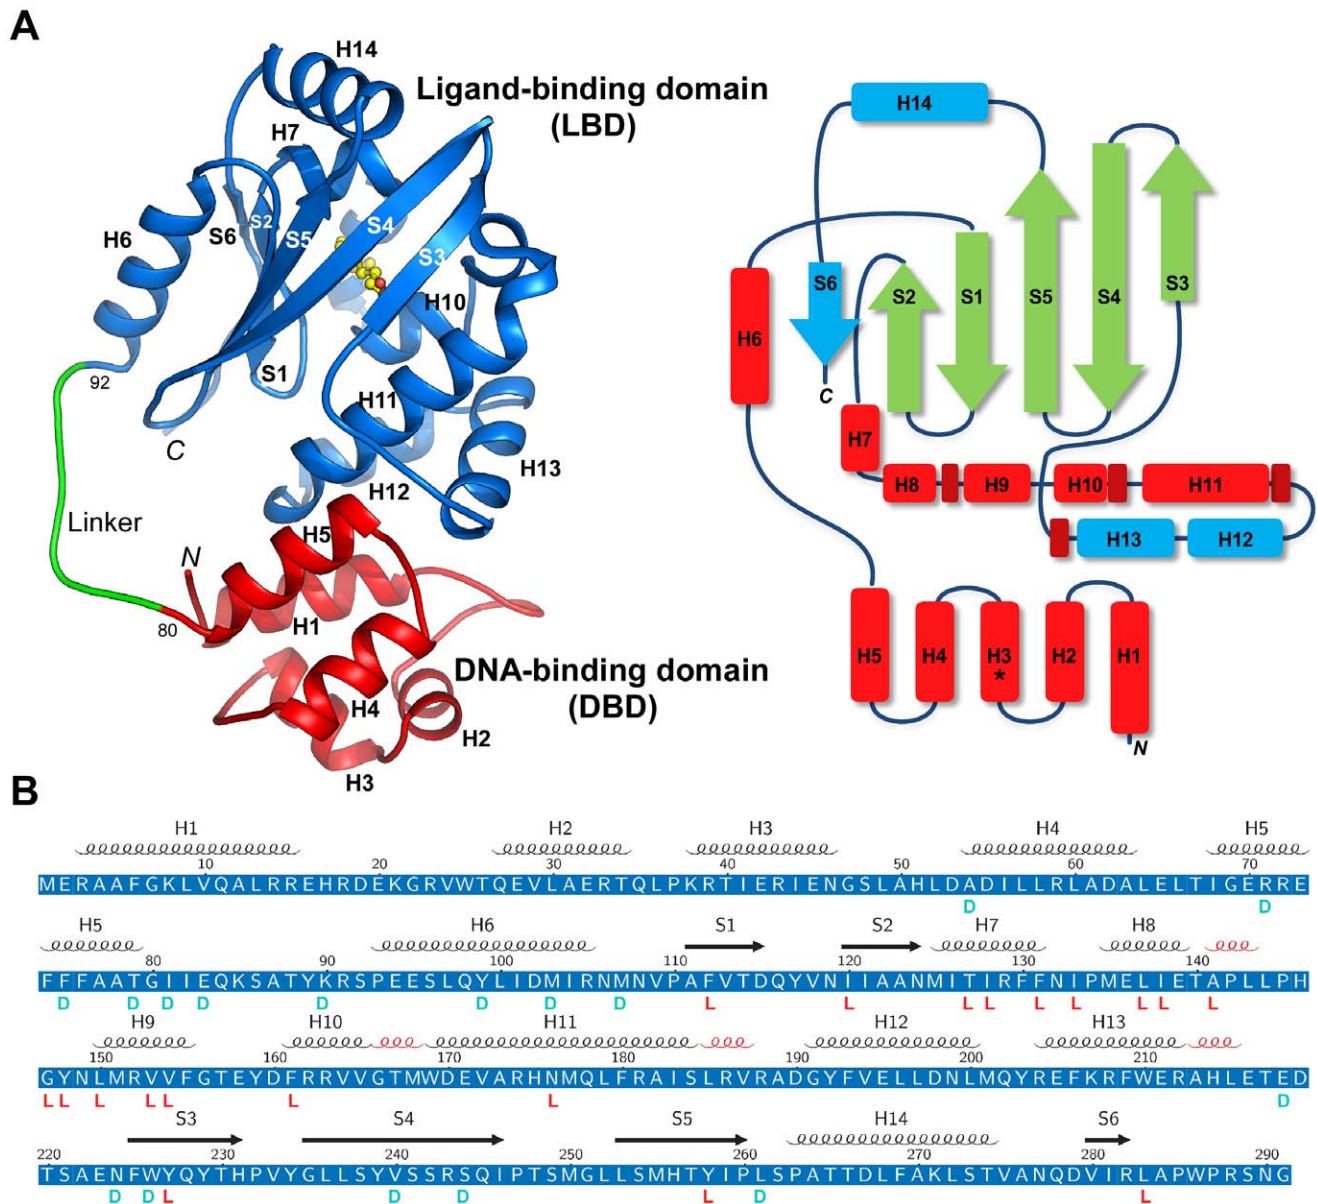 A
H14
Ligand-binding domain
(LBD)
H7
H6
S6
S2
S5
S4
S3
H10
S1
92
C
H11
H13
H12
Linker
N
H5
80
H1
DNA-binding domain
(DBD)
H4
H2
H3
H14
S6
S2
S1
S5
S4
S3
H6
C
H7
H8
H9
H10
H11
H13
H12
H5
H4
H3
*
H2
H1
N
B
H1 H2 H3 H4 H5
10 20 30 40 50 60 70
MERAAFGKLVQALRREHRDEKGRVWTQEVLAERTQLPKRTIERIENGSLAHLDADILLRLADALELTIGERRE
D D
H5 H6 S1 S2 H7 H8
80 90 100 110 120 130 140
FFFAATGIIEQKSATYKRSPEESLQYLIDMIRNMNVPAFVTDQYVNIIAANMITIRFFNIPMELIETAPLLPH
D D D D D D D D L L L L L L L L L
H9 H10 H11 H12 H13
150 160 170 180 190 200 210
GYNLMRVVFGTEYDFRRVVGTMWDEVARHNMQLFRAISLRVRADGYFVELLDNLMQYREFKRFWERAHLETED
L L L L L L L D
S3 S4 S5 H14 S6
220 230 240 250 260 270 280 290
TSAENFWYQYTHPVYGLLSYVSSRSQIPTSMGLLSMHTYIPLSPATTDLFAKLSTVANQDVIRLAPWPRSNG
D D L D D L D L